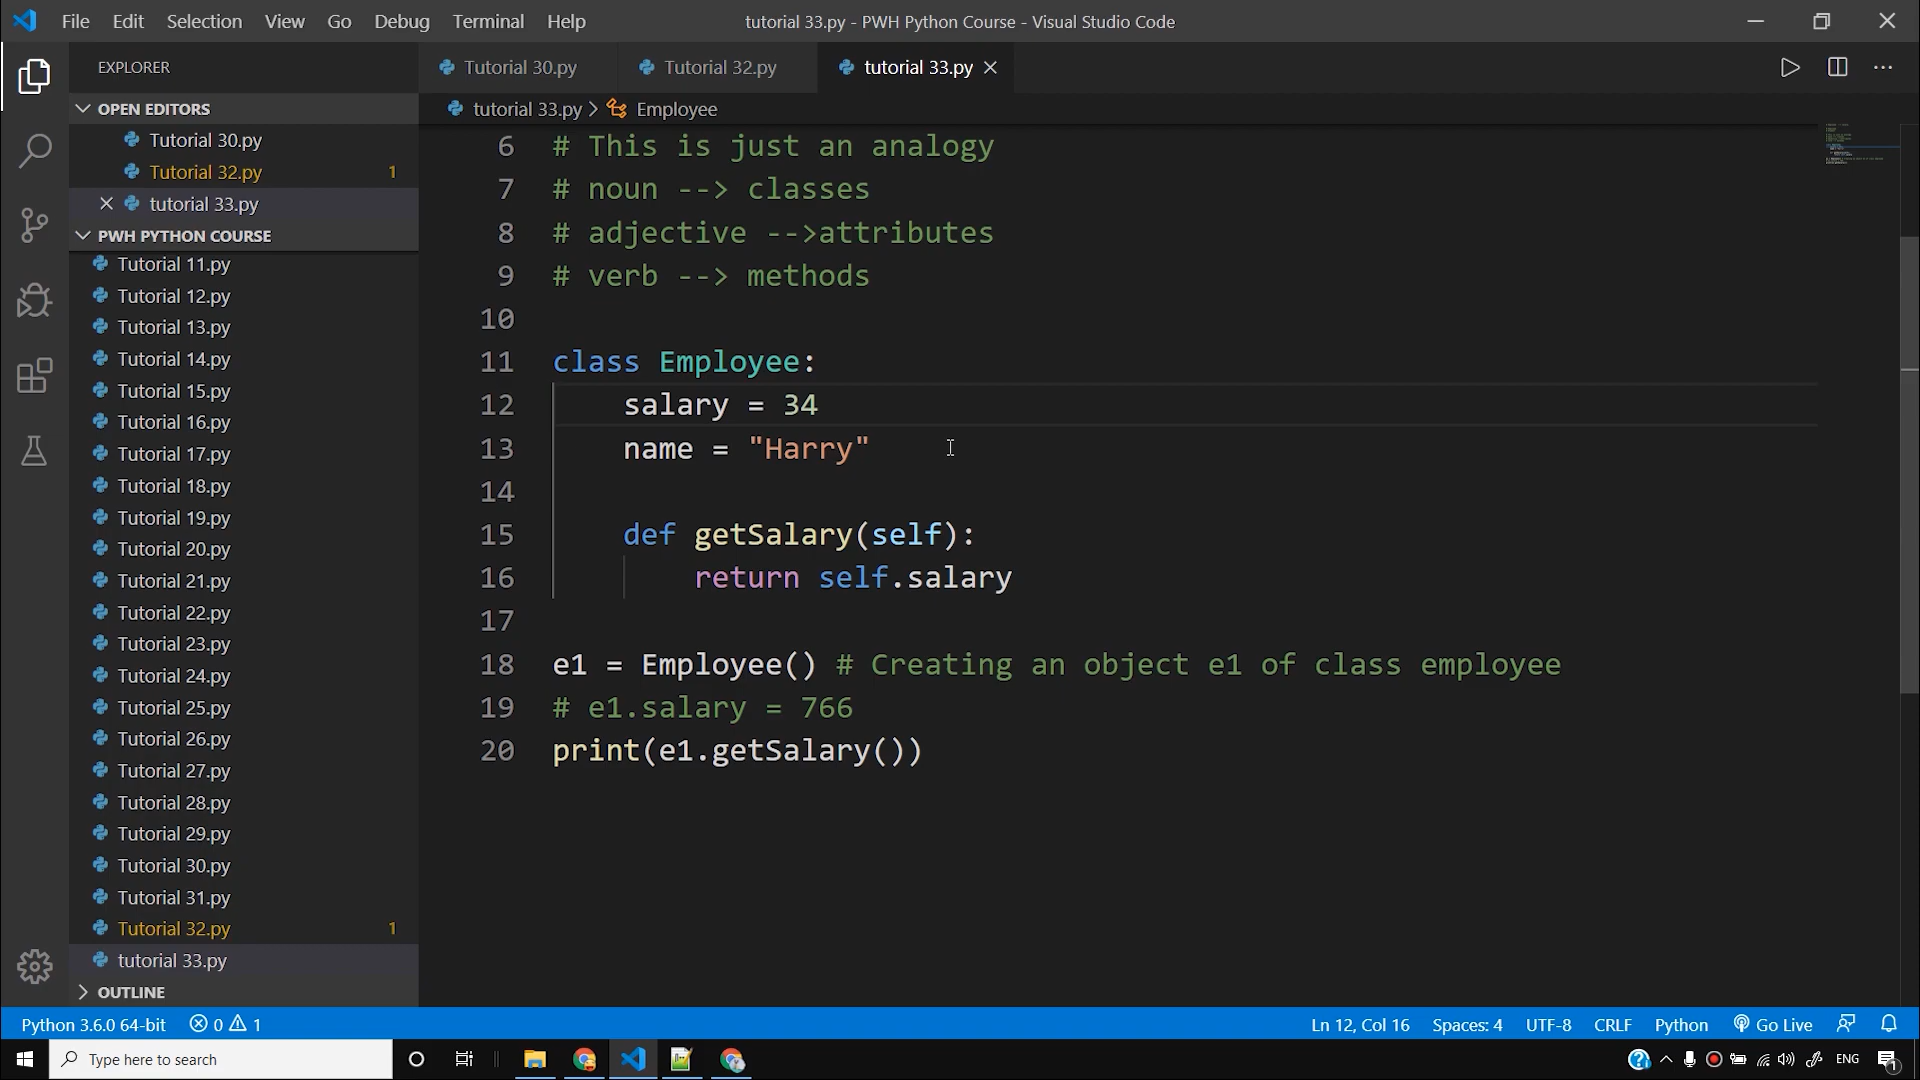 File Edit Selection View Go Debug Terminal Help
tutorial 33.py - PWH Python Course - Visual Studio Code
EXPLORER
OPEN EDITORS
Tutorial 30.py
Tutorial 32.py 1
tutorial 33.py
PWH PYTHON COURSE
Tutorial 11.py
Tutorial 12.py
Tutorial 13.py
Tutorial 14.py
Tutorial 15.py
Tutorial 16.py
Tutorial 17.py
Tutorial 18.py
Tutorial 19.py
Tutorial 20.py
Tutorial 21.py
Tutorial 22.py
Tutorial 23.py
Tutorial 24.py
Tutorial 25.py
Tutorial 26.py
Tutorial 27.py
Tutorial 28.py
Tutorial 29.py
Tutorial 30.py
Tutorial 31.py
Tutorial 32.py 1
tutorial 33.py
OUTLINE
Tutorial 30.py Tutorial 32.py tutorial 33.py
tutorial 33.py > Employee
6 # This is just an analogy
7 # noun --> classes
8 # adjective -->attributes
9 # verb --> methods
10
11 class Employee:
12     salary = 34
13     name = "Harry"
14
15     def getSalary(self):
16         return self.salary
17
18 e1 = Employee() # Creating an object e1 of class employee
19 # e1.salary = 766
20 print(e1.getSalary())
Python 3.6.0 64-bit 0 1 Ln 12, Col 16 Spaces: 4 UTF-8 CRLF Python Go Live
Type here to search ENG 1